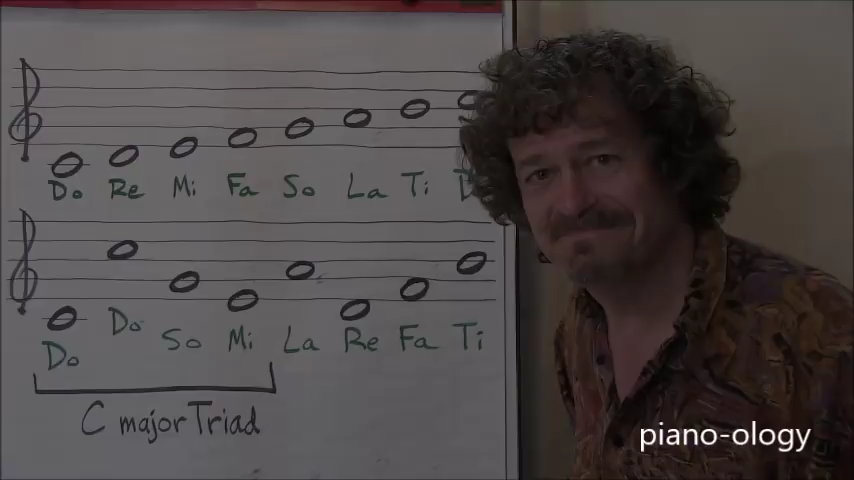 Do Re Mi Fa So La Ti D
Do Do So Mi La Re Fa Ti
C major Triad
piano-ology